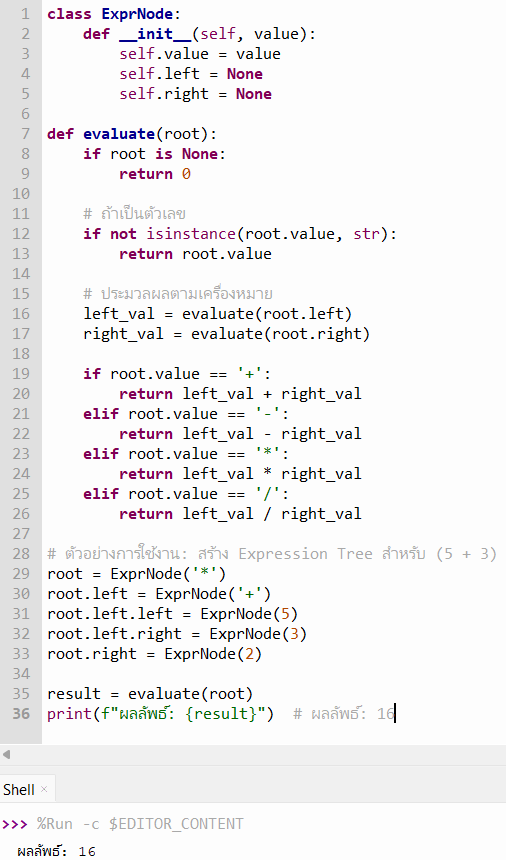 1 class ExprNode:
2     def __init__(self, value):
3         self.value = value
4         self.left = None
5         self.right = None
6
7 def evaluate(root):
8     if root is None:
9         return 0
10
11     # ถ้าเป็นตัวเลข
12     if not isinstance(root.value, str):
13         return root.value
14
15     # ประมวลผลตามเครื่องหมาย
16     left_val = evaluate(root.left)
17     right_val = evaluate(root.right)
18
19     if root.value == '+':
20         return left_val + right_val
21     elif root.value == '-':
22         return left_val - right_val
23     elif root.value == '*':
24         return left_val * right_val
25     elif root.value == '/':
26         return left_val / right_val
27
28 # ตัวอย่างการใช้งาน: สร้าง Expression Tree สำหรับ (5 + 3)
29 root = ExprNode('*')
30 root.left = ExprNode('+')
31 root.left.left = ExprNode(5)
32 root.left.right = ExprNode(3)
33 root.right = ExprNode(2)
34
35 result = evaluate(root)
36 print(f"ผลลัพธ์: {result}")  # ผลลัพธ์: 16
Shell ×
>>> %Run -c $EDITOR_CONTENT
ผลลัพธ์: 16